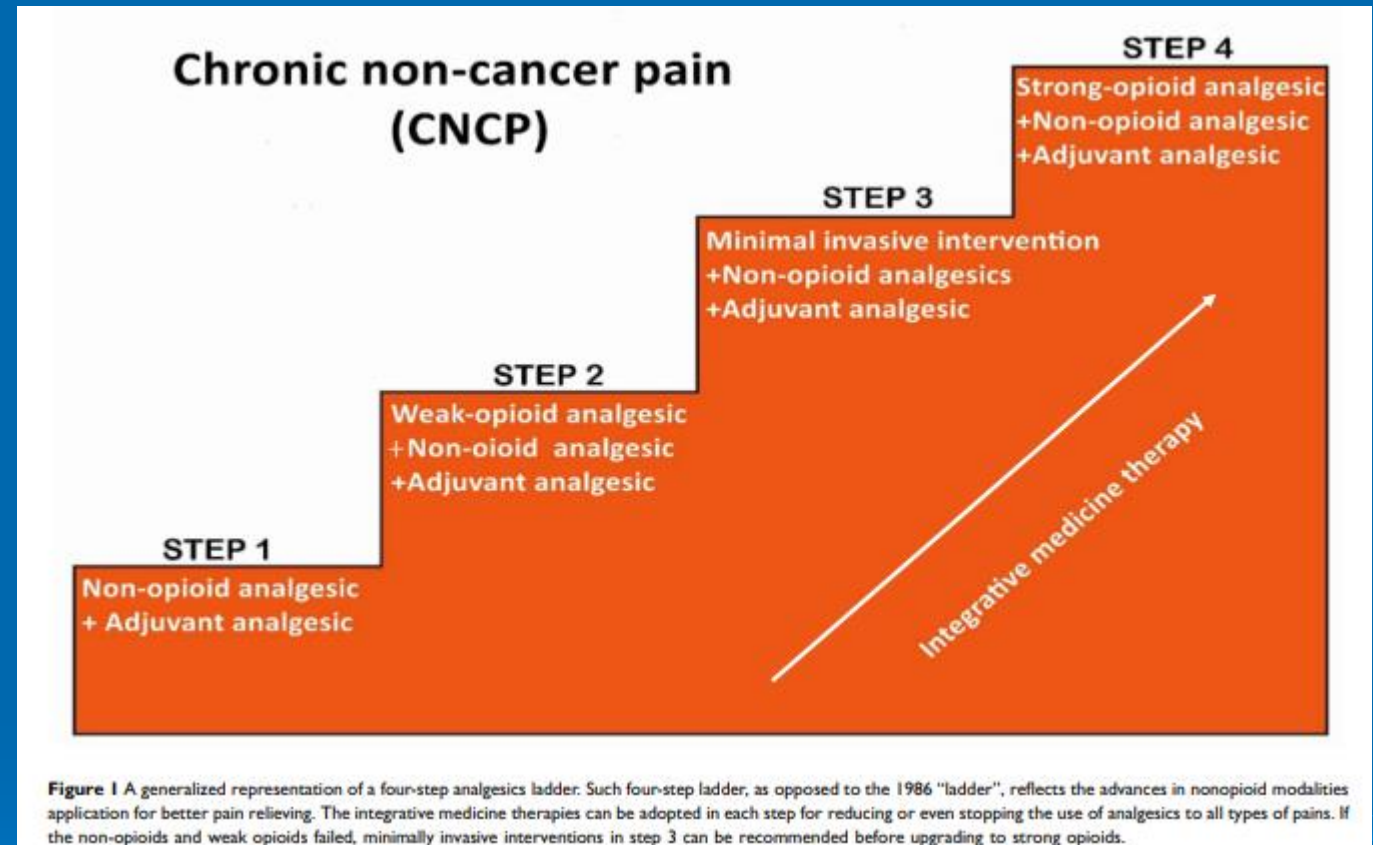 Chronic non-cancer pain
(CNCP)
STEP 4
Strong-opioid analgesic
+Non-opioid analgesic
+Adjuvant analgesic
STEP 3
Minimal invasive intervention
+Non-opioid analgesics
+Adjuvant analgesic
STEP 2
Weak-opioid analgesic
+Non-oioid analgesic
+Adjuvant analgesic
STEP 1
Non-opioid analgesic
+ Adjuvant analgesic
Integrative medicine therapy
Figure 1 A generalized representation of a four-step analgesics ladder. Such four-step ladder, as opposed to the 1986 “ladder”, reflects the advances in nonopioid modalities
application for better pain relieving. The integrative medicine therapies can be adopted in each step for reducing or even stopping the use of analgesics to all types of pains. If
the non-opioids and weak opioids failed, minimally invasive interventions in step 3 can be recommended before upgrading to strong opioids.